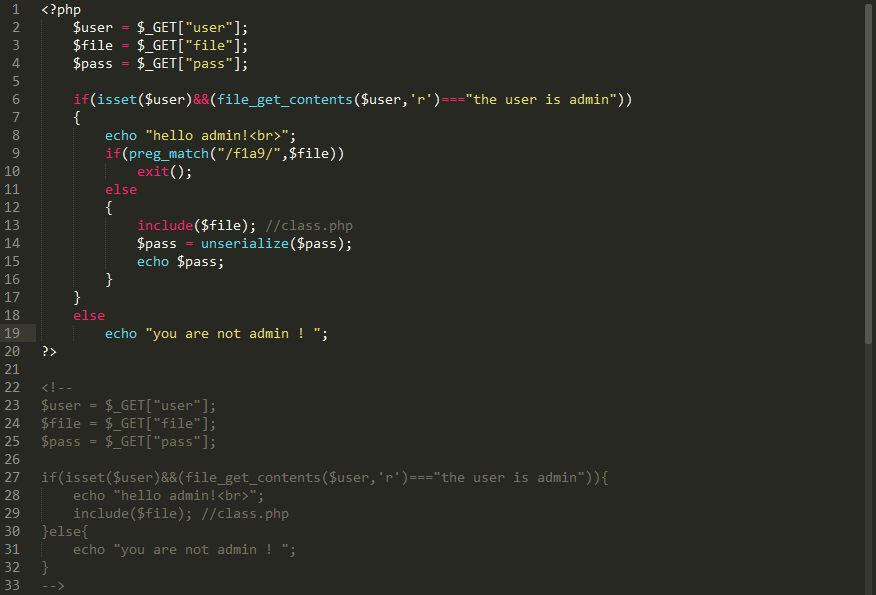 1 <?php
2 $user = $_GET["user"];
3 $file = $_GET["file"];
4 $pass = $_GET["pass"];
5
6 if(isset($user)&&(file_get_contents($user,'r')==="the user is admin"))
7 {
8 echo "hello admin!<br>";
9 if(preg_match("/f1a9/",$file))
10 exit();
11 else
12 {
13 include($file); //class.php
14 $pass = unserialize($pass);
15 echo $pass;
16 }
17 }
18 else
19 echo "you are not admin ! ";
20 ?>
21
22 <!--
23 $user = $_GET["user"];
24 $file = $_GET["file"];
25 $pass = $_GET["pass"];
26
27 if(isset($user)&&(file_get_contents($user,'r')==="the user is admin")){
28 echo "hello admin!<br>";
29 include($file); //class.php
30 }else{
31 echo "you are not admin ! ";
32 }
33 -->